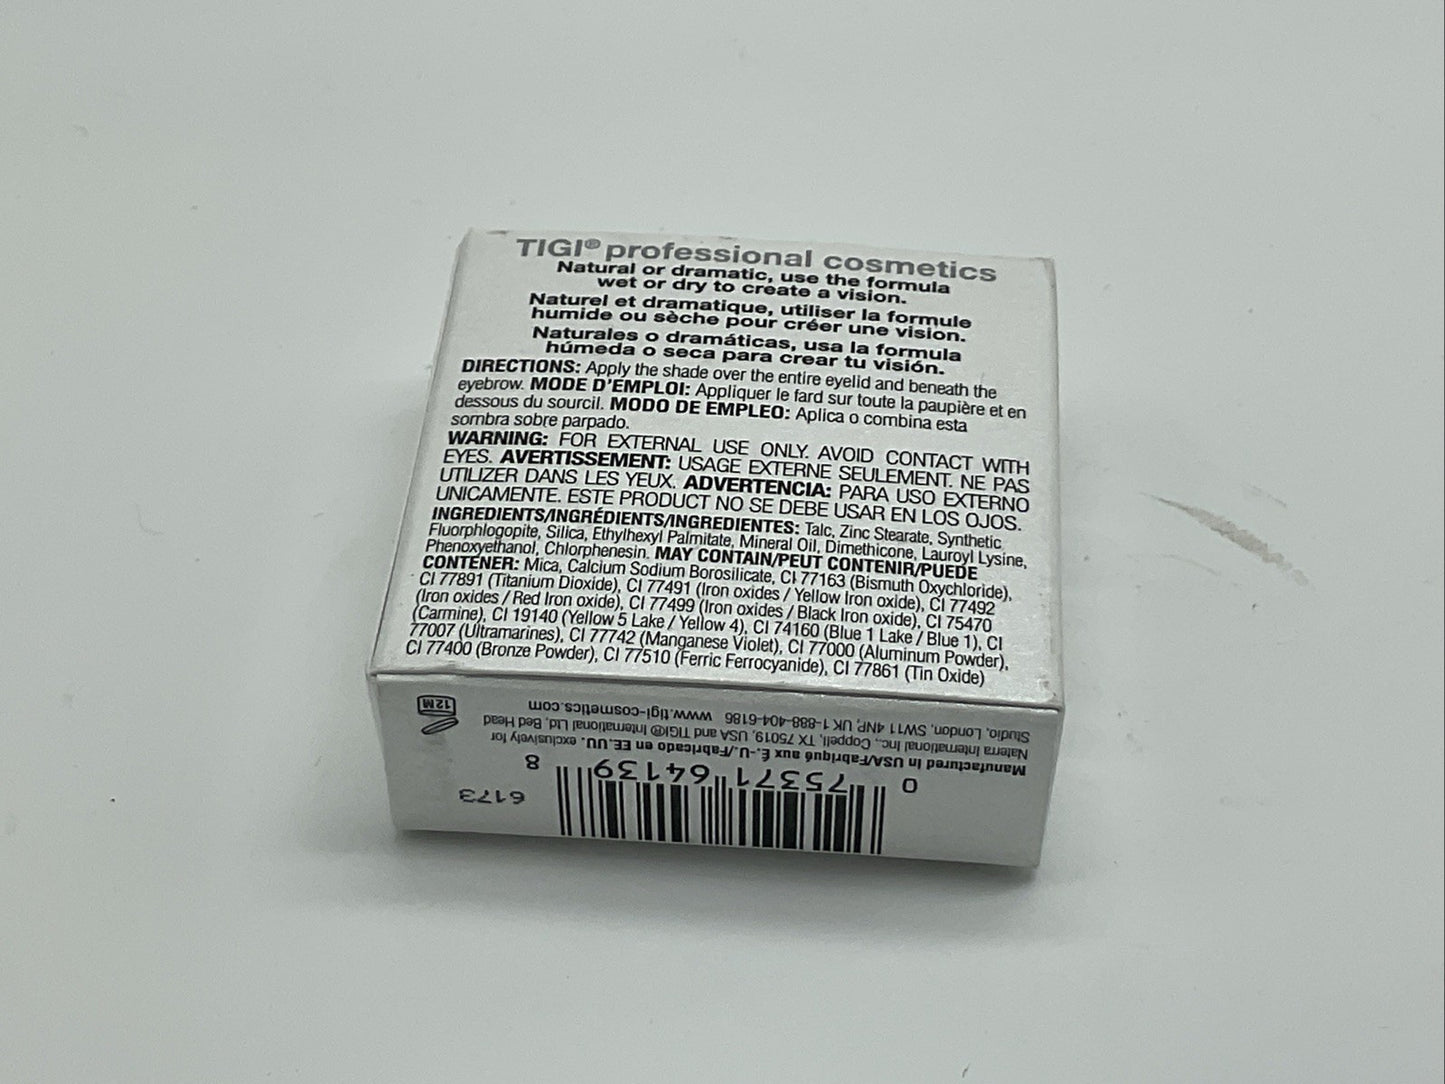 TIGI® professional cosmetics
Natural or dramatic, use the formula
wet or dry to create a vision.
Naturel et dramatique, utiliser la formule
humide ou sèche pour créer une vision.
Naturales o dramáticas, usa la formula
húmeda o seca para crear tu visión.
DIRECTIONS: Apply the shade over the entire eyelid and beneath the
eyebrow. MODE D'EMPLOI: Appliquer le fard sur toute la paupière et en
dessous du sourcil. MODO DE EMPLEO: Aplica o combina esta
sombra sobre parpado.
WARNING: FOR EXTERNAL USE ONLY. AVOID CONTACT WITH
EYES. AVERTISSEMENT: USAGE EXTERNE SEULEMENT. NE PAS
UTILIZER DANS LES YEUX. ADVERTENCIA: PARA USO EXTERNO
UNICAMENTE. ESTE PRODUCT NO SE DEBE USAR EN LOS OJOS.
INGREDIENTS/INGRÉDIENTS/INGREDIENTES: Talc, Zinc Stearate, Synthetic
Fluorphlogopite, Silica, Ethylhexyl Palmitate, Mineral Oil, Dimethicone, Lauroyl Lysine,
Phenoxyethanol, Chlorphenesin. MAY CONTAIN/PEUT CONTENIR/PUEDE
CONTENER: Mica, Calcium Sodium Borosilicate, CI 77163 (Bismuth Oxychloride),
CI 77891 (Titanium Dioxide), CI 77491 (Iron oxides / Yellow Iron oxide), CI 77492
(Iron oxides / Red Iron oxide), CI 77499 (Iron oxides / Black Iron oxide), CI 75470
(Carmine), CI 19140 (Yellow 5 Lake / Yellow 4), CI 74160 (Blue 1 Lake / Blue 1), CI
77007 (Ultramarines), CI 77742 (Manganese Violet), CI 77000 (Aluminum Powder),
CI 77400 (Bronze Powder), CI 77510 (Ferric Ferrocyanide), CI 77861 (Tin Oxide)
0 75371 64139 8
6173
Manufactured in USA/Fabriqué aux É.-U./Fabricado en EE.UU. exclusively for
Naterra International Inc., Coppell, TX 75019, USA and TIGI® International Ltd, Bed Head
Studio, London, SW11 4NP, UK 1-888-404-6186 www.tigi-cosmetics.com
12M